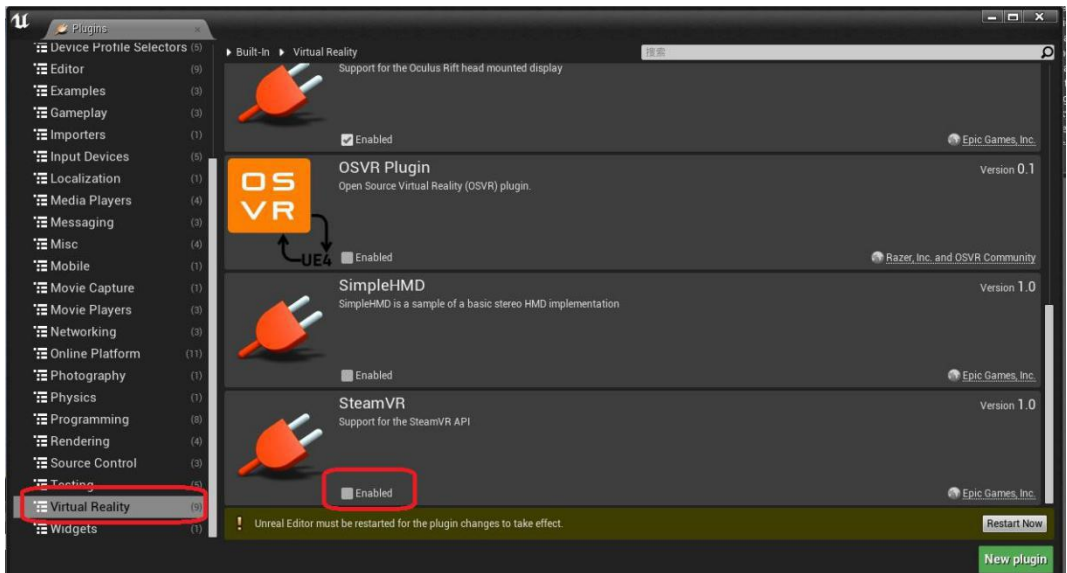 Plugins
Device Profile Selectors (5)
Editor (9)
Examples (3)
Gameplay (3)
Importers (1)
Input Devices (5)
Localization (1)
Media Players (4)
Messaging (3)
Misc (4)
Mobile (1)
Movie Capture (1)
Movie Players (3)
Networking (3)
Online Platform (11)
Photography (1)
Physics (1)
Programming (8)
Rendering (4)
Source Control (3)
Testing (5)
Virtual Reality (9)
Widgets (1)
Built-In Virtual Reality
搜索
Support for the Oculus Rift head mounted display
Enabled
Epic Games, Inc.
OS
VR
UE4
OSVR Plugin
Version 0.1
Open Source Virtual Reality (OSVR) plugin.
Enabled
Razer, Inc. and OSVR Community
SimpleHMD
Version 1.0
SimpleHMD is a sample of a basic stereo HMD implementation
Enabled
Epic Games, Inc.
SteamVR
Version 1.0
Support for the SteamVR API
Enabled
Epic Games, Inc.
! Unreal Editor must be restarted for the plugin changes to take effect.
Restart Now
New plugin